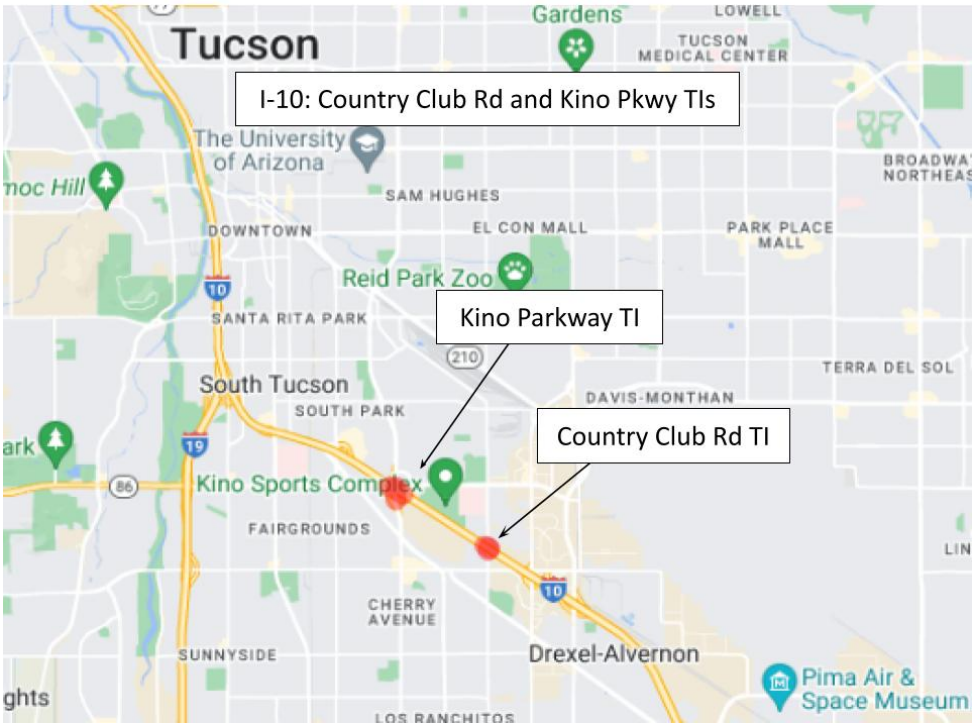 Gardens
LOWELL
Tucson
TUCSON
MEDICAL CENTER
I-10: Country Club Rd and Kino Pkwy TIs
The University
of Arizona
BROADWAY
NORTHEAS
moc Hill
SAM HUGHES
DOWNTOWN
EL CON MALL
PARK PLACE
MALL
Reid Park Zoo
10
Kino Parkway TI
SANTA RITA PARK
210
TERRA DEL SOL
South Tucson
DAVIS-MONTHAN
SOUTH PARK
Country Club Rd TI
ark
19
86
Kino Sports Complex
FAIRGROUNDS
LIN
10
CHERRY
AVENUE
SUNNYSIDE
Drexel-Alvernon
Pima Air &
Space Museum
ghts
LOS RANCHITOS